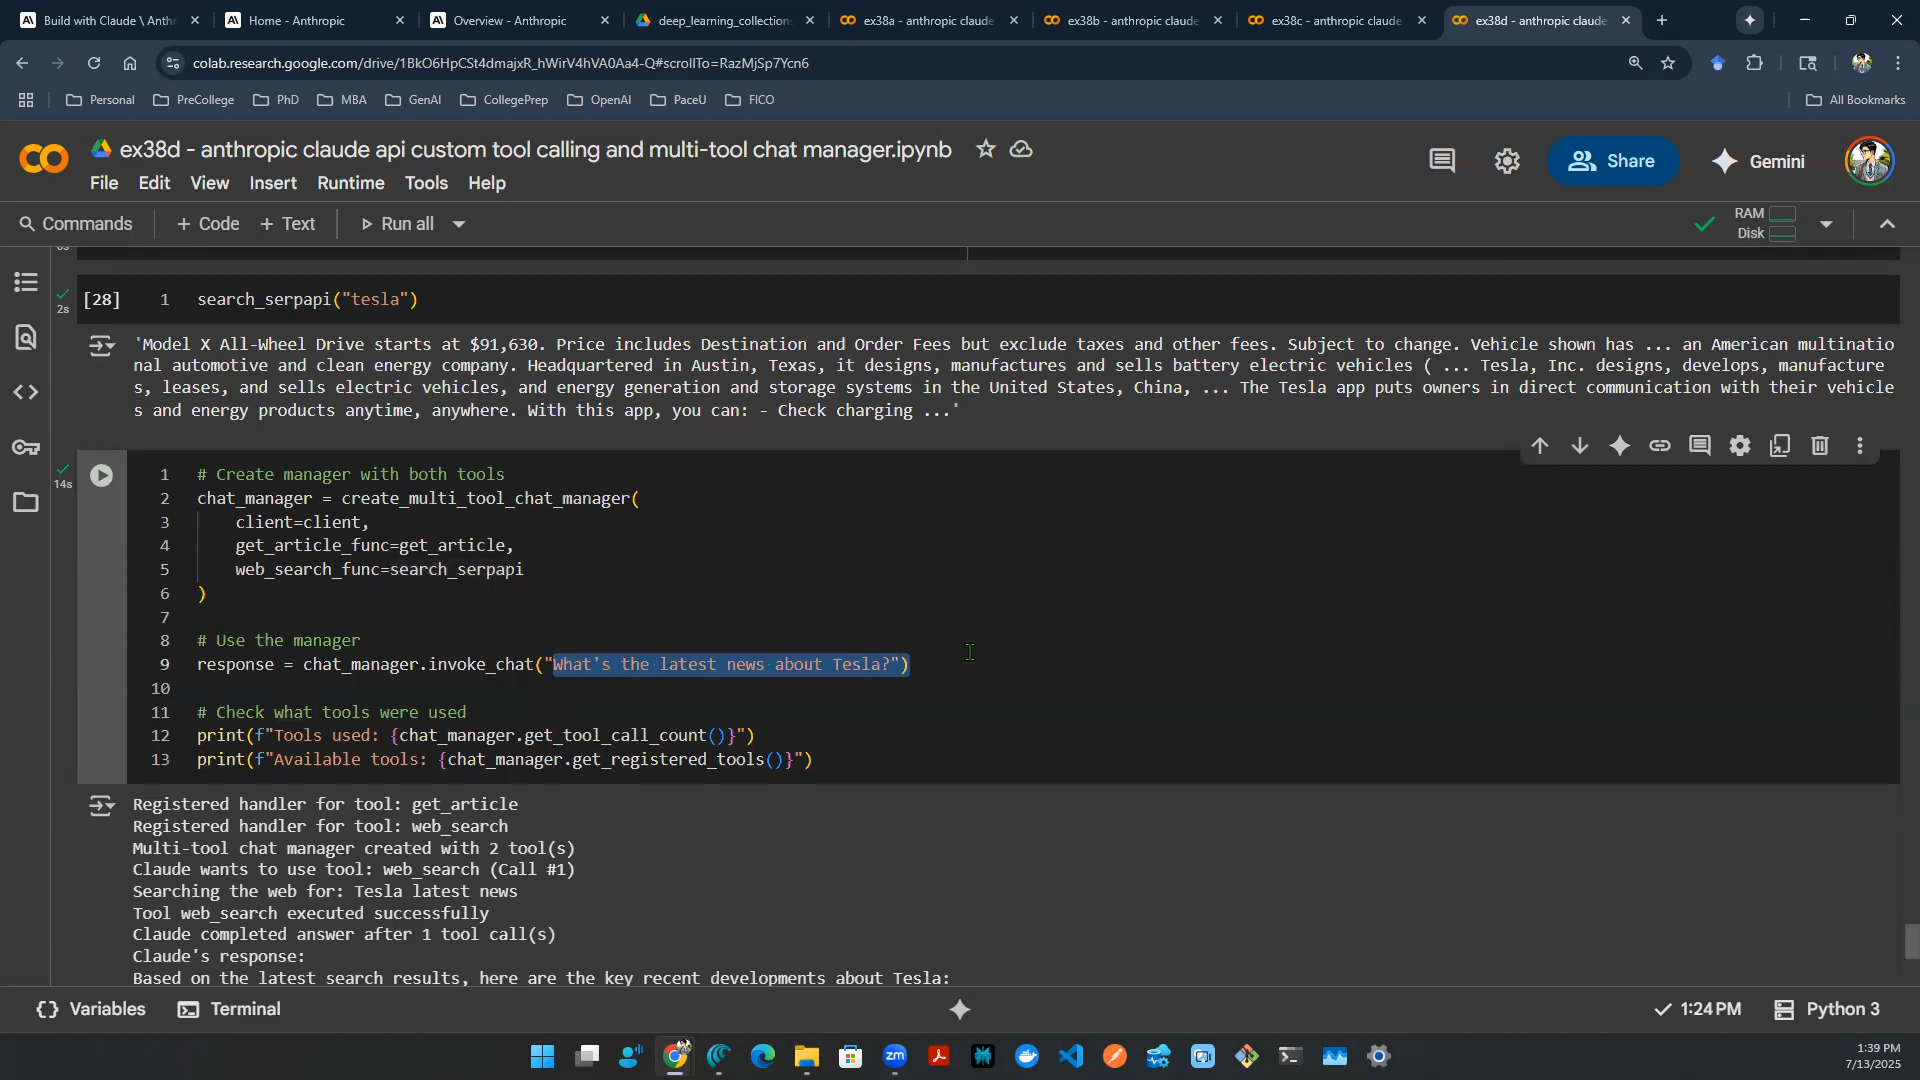 Build with Claude \ Anthr
Home - Anthropic
Overview - Anthropic
deep_learning_collections
ex38a - anthropic claude
ex38b - anthropic claude
ex38c - anthropic claude
ex38d - anthropic claude
colab.research.google.com/drive/1BkO6HpCSt4dmajxR_hWirV4hVA0Aa4-Q#scrollTo=RazMjSp7Ycn6
Personal
PreCollege
PhD
MBA
GenAI
CollegePrep
OpenAI
PaceU
FICO
All Bookmarks
ex38d - anthropic claude api custom tool calling and multi-tool chat manager.ipynb
Share
Gemini
File Edit View Insert Runtime Tools Help
Commands + Code + Text Run all
RAM
Disk
[28] 1 search_serpapi("tesla")
2s
'Model X All-Wheel Drive starts at $91,630. Price includes Destination and Order Fees but exclude taxes and other fees. Subject to change. Vehicle shown has ... an American multinatio
nal automotive and clean energy company. Headquartered in Austin, Texas, it designs, manufactures and sells battery electric vehicles ( ... Tesla, Inc. designs, develops, manufacture
s, leases, and sells electric vehicles, and energy generation and storage systems in the United States, China, ... The Tesla app puts owners in direct communication with their vehicle
s and energy products anytime, anywhere. With this app, you can: - Check charging ...'
14s
1 # Create manager with both tools
2 chat_manager = create_multi_tool_chat_manager(
3 client=client,
4 get_article_func=get_article,
5 web_search_func=search_serpapi
6 )
7
8 # Use the manager
9 response = chat_manager.invoke_chat("What's the latest news about Tesla?")
10
11 # Check what tools were used
12 print(f"Tools used: {chat_manager.get_tool_call_count()}")
13 print(f"Available tools: {chat_manager.get_registered_tools()}")
Registered handler for tool: get_article
Registered handler for tool: web_search
Multi-tool chat manager created with 2 tool(s)
Claude wants to use tool: web_search (Call #1)
Searching the web for: Tesla latest news
Tool web_search executed successfully
Claude completed answer after 1 tool call(s)
Claude's response:
Based on the latest search results, here are the key recent developments about Tesla:
Variables
Terminal
1:24 PM
Python 3
zm
1:39 PM
7/13/2025